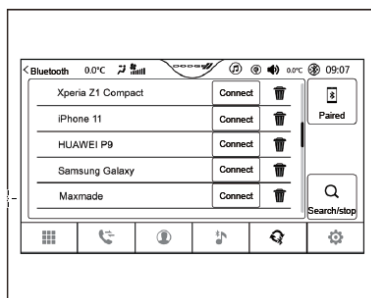 < Bluetooth 0.0°C 0.0°C 09:07
Xperia Z1 Compact Connect
iPhone 11 Connect
HUAWEI P9 Connect
Samsung Galaxy Connect
Maxmade Connect
Paired
Search/stop